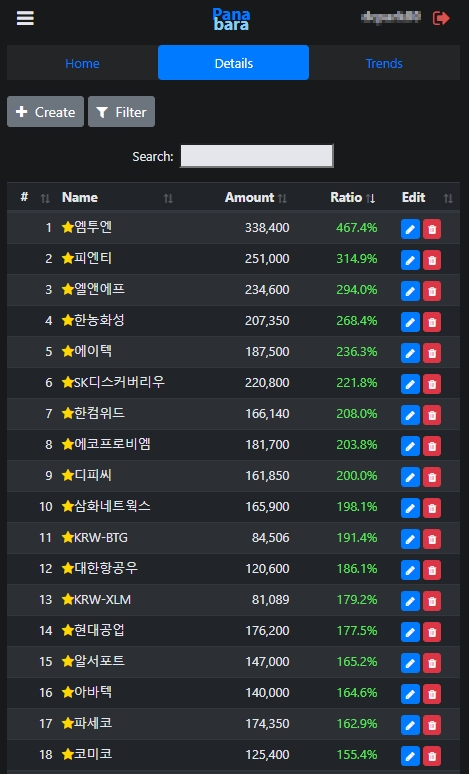 Pana
bara
Home Details Trends
Create Filter
Search:
# Name Amount Ratio Edit
1 엘투엔 338,400 467.4%
2 피엔티 251,000 314.9%
3 엘앤에프 234,600 294.0%
4 한농화성 207,350 268.4%
5 에이텍 187,500 236.3%
6 SK디스커버리우 220,800 221.8%
7 한컴위드 166,140 208.0%
8 에코프로비엠 181,700 203.8%
9 디피씨 161,850 200.0%
10 삼화네트웍스 165,900 198.1%
11 KRW-BTG 84,506 191.4%
12 대한항공우 120,600 186.1%
13 KRW-XLM 81,089 179.2%
14 현대공업 176,200 177.5%
15 알서포트 147,000 165.2%
16 아바텍 140,000 164.6%
17 파세코 174,350 162.9%
18 코미코 125,400 155.4%